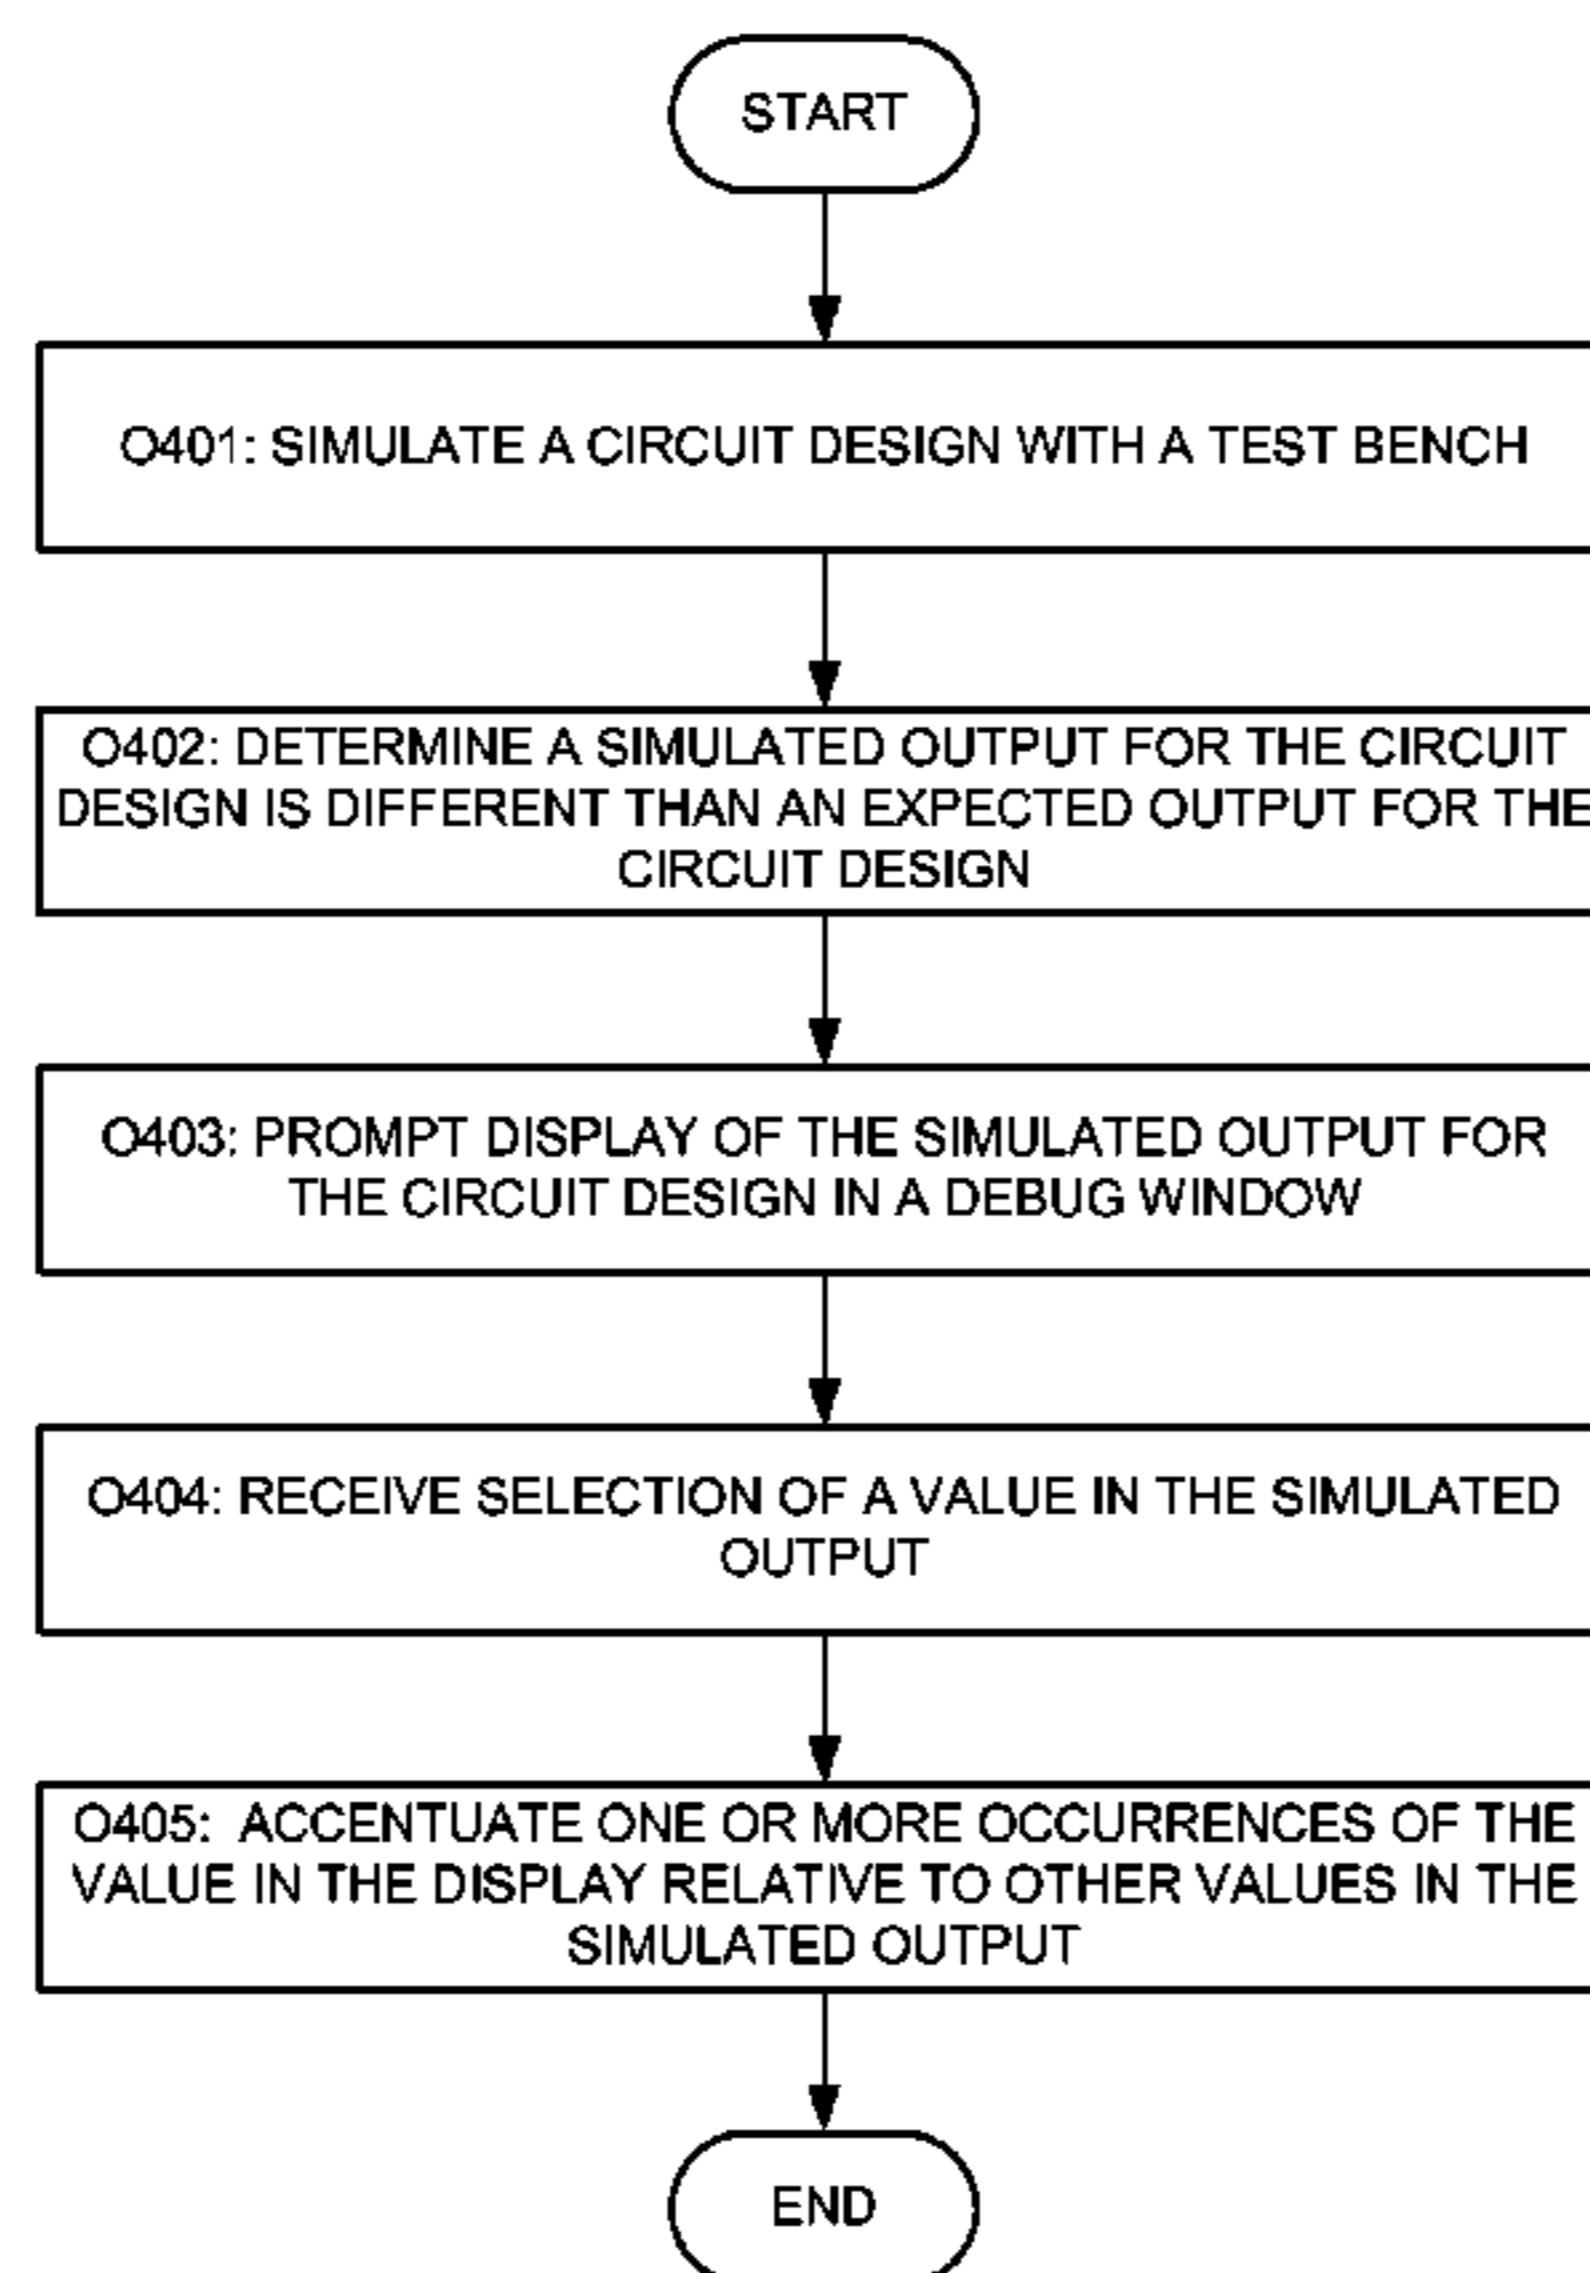 START
O401: SIMULATE A CIRCUIT DESIGN WITH A TEST BENCH
O402: DETERMINE A SIMULATED OUTPUT FOR THE CIRCUIT
DESIGN IS DIFFERENT THAN AN EXPECTED OUTPUT FOR THE
CIRCUIT DESIGN
O403: PROMPT DISPLAY OF THE SIMULATED OUTPUT FOR
THE CIRCUIT DESIGN IN A DEBUG WINDOW
O404: RECEIVE SELECTION OF A VALUE IN THE SIMULATED
OUTPUT
O405: ACCENTUATE ONE OR MORE OCCURRENCES OF THE
VALUE IN THE DISPLAY RELATIVE TO OTHER VALUES IN THE
SIMULATED OUTPUT
END